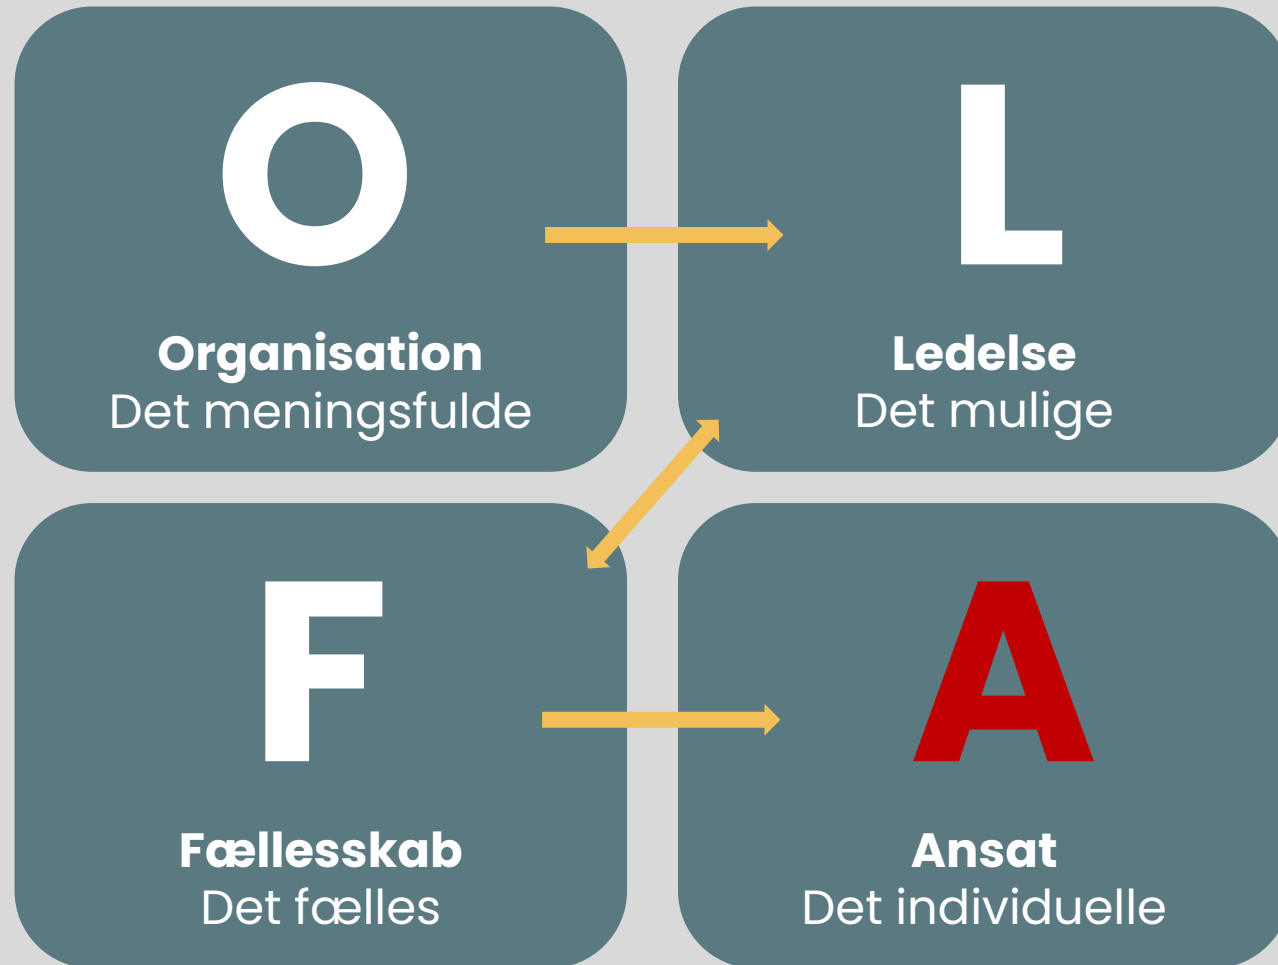 O
Organisation
Det meningsfulde
L
Ledelse
Det mulige
F
Fællesskab
Det fælles
A
Ansat
Det individuelle